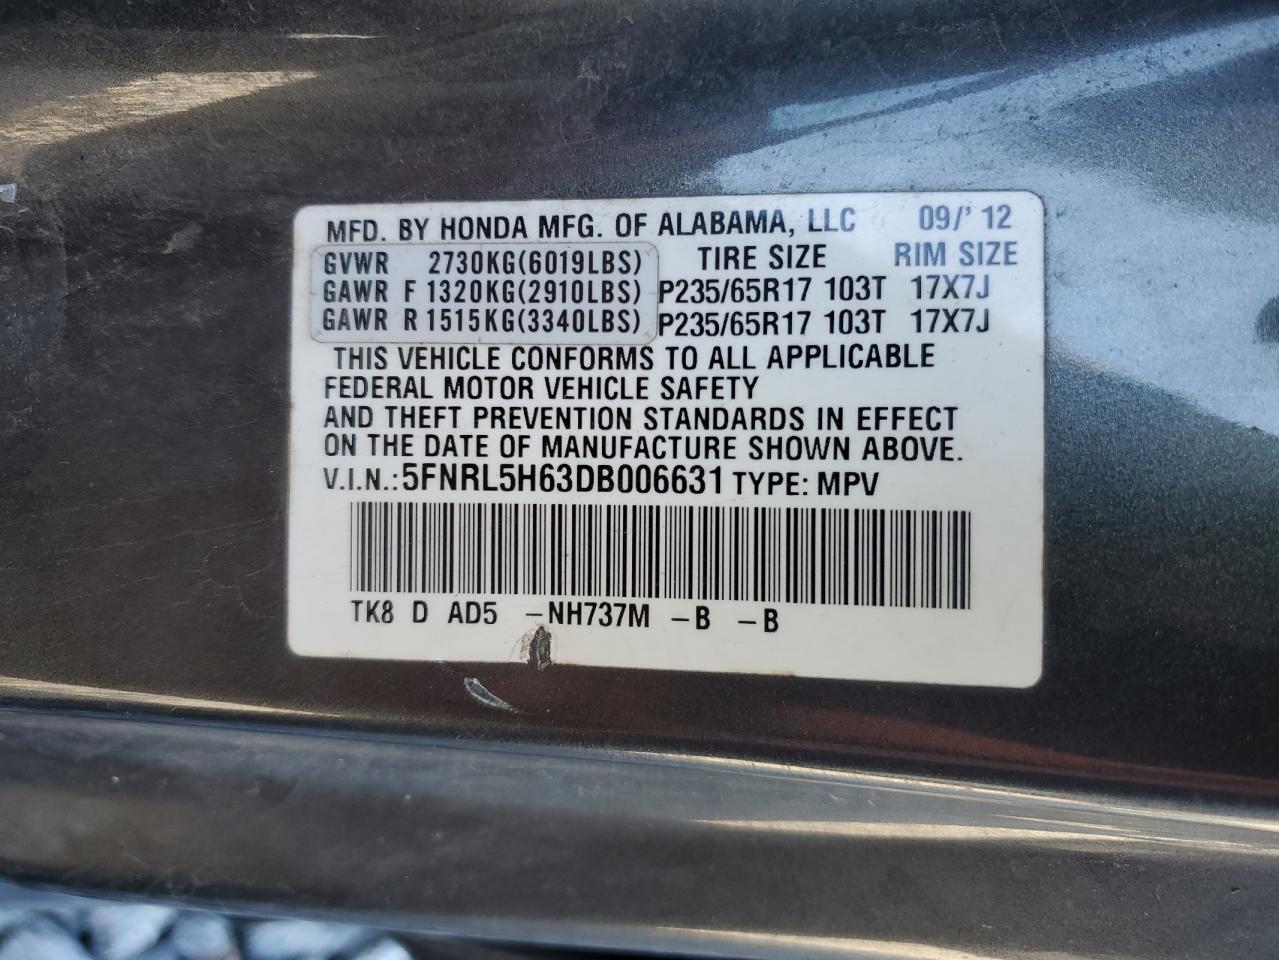 MFD. BY HONDA MFG. OF ALABAMA, LLC 09/'12
GVWR 2730KG(6019LBS) TIRE SIZE RIM SIZE
GAWR F 1320KG(2910LBS) P235/65R17 103T 17X7J
GAWR R 1515KG(3340LBS) P235/65R17 103T 17X7J
THIS VEHICLE CONFORMS TO ALL APPLICABLE
FEDERAL MOTOR VEHICLE SAFETY
AND THEFT PREVENTION STANDARDS IN EFFECT
ON THE DATE OF MANUFACTURE SHOWN ABOVE.
V.I.N.: 5FNRL5H63DB006631 TYPE: MPV
TK8 D AD5 -NH737M -B -B